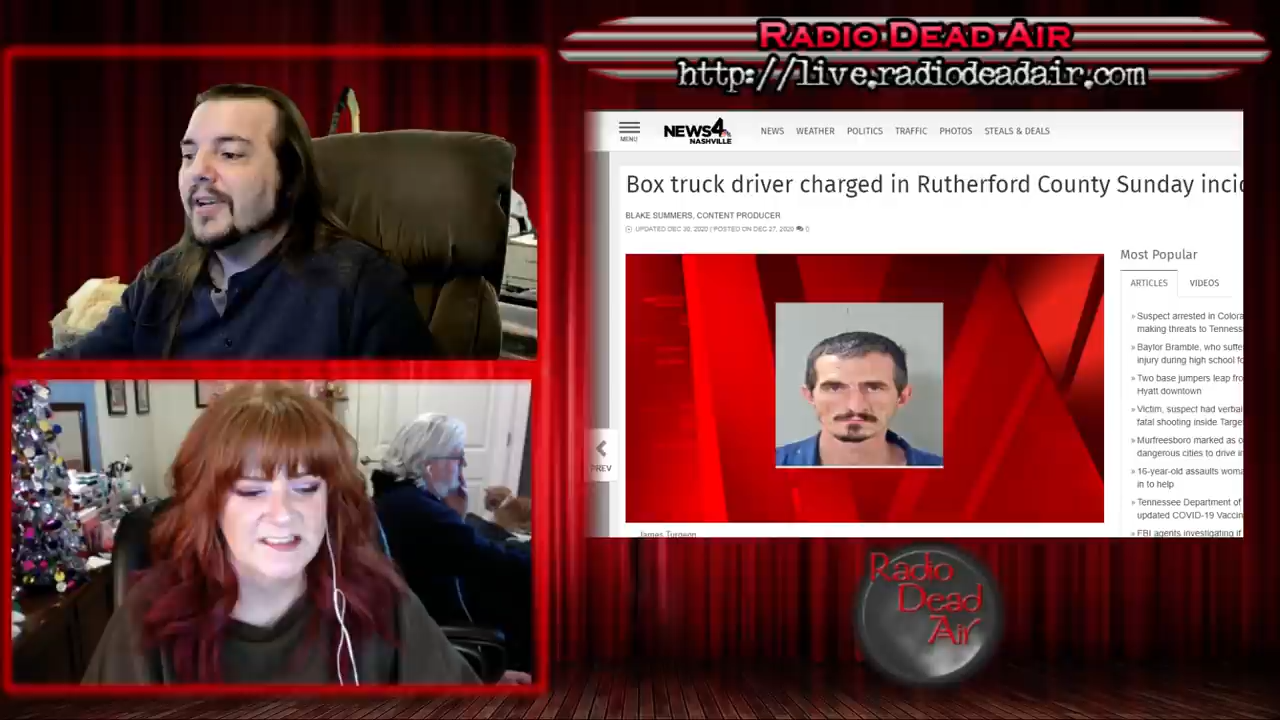 RADIO DEAD AIR
http://live.radiodeadair.com
MENU
NEWS4
NASHVILLE
NEWS WEATHER POLITICS TRAFFIC PHOTOS STEALS & DEALS
Box truck driver charged in Rutherford County Sunday inci
BLAKE SUMMERS, CONTENT PRODUCER
UPDATED DEC 30, 2020 | POSTED ON DEC 27, 2020 0
PREV
James Turgeon
Most Popular
ARTICLES VIDEOS
» Suspect arrested in Colora
making threats to Tenness
» Baylor Bramble, who suffe
injury during high school fo
» Two base jumpers leap fro
Hyatt downtown
» Victim, suspect had verbal
fatal shooting inside Targe
» Murfreesboro marked as o
dangerous cities to drive in
» 16-year-old assaults woma
in to help
» Tennessee Department of
updated COVID-19 Vaccin
» FBI agents investigating if
Radio
Dead
Air